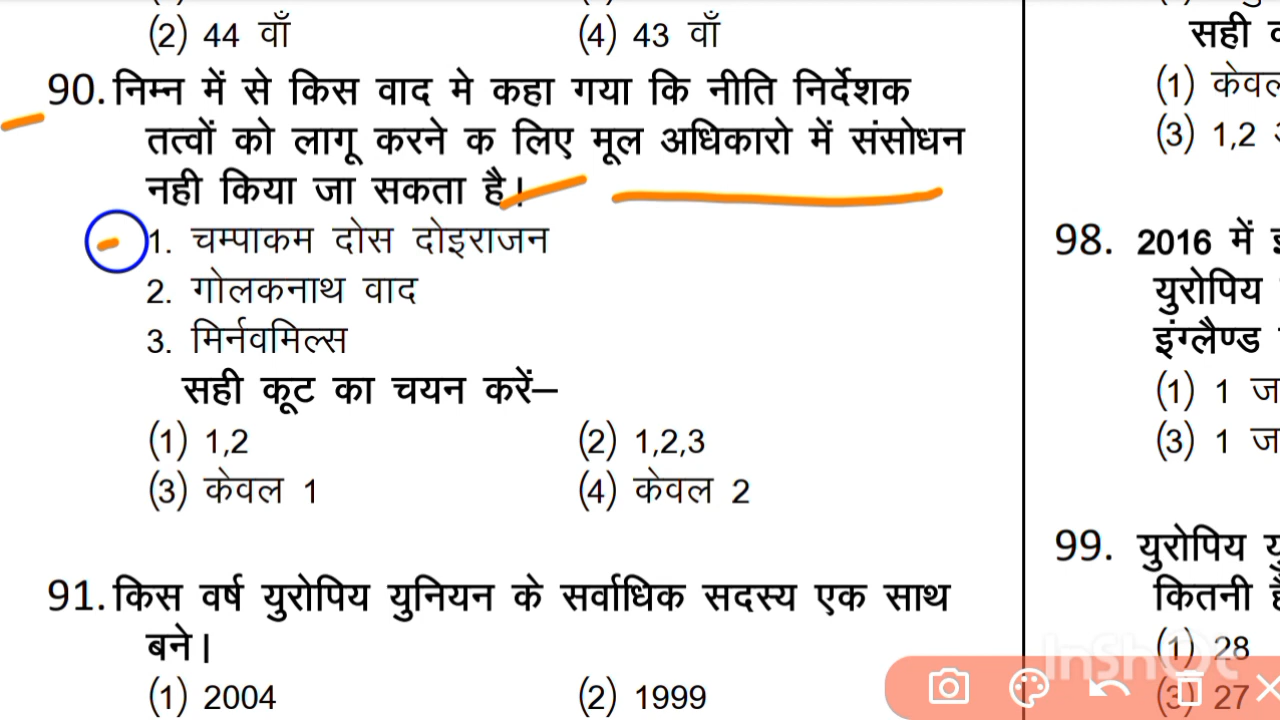 (2) 44 वाँ
(4) 43 वाँ
90. निम्न में से किस वाद मे कहा गया कि नीति निर्देशक
तत्वों को लागू करने क लिए मूल अधिकारो में संसोधन
नही किया जा सकता है।
1. चम्पाकम दोस दोइराजन
2. गोलकनाथ वाद
3. मिर्नवमिल्स
सही कूट का चयन करें–
(1) 1,2
(2) 1,2,3
(3) केवल 1
(4) केवल 2
91. किस वर्ष युरोपिय युनियन के सर्वाधिक सदस्य एक साथ
बने।
(1) 2004
(2) 1999
सही
(1) केवल
(3) 1,2
98. 2016 में
युरोपिय
इंग्लैण्ड
(1) 1
(3) 1
99. युरोपिय
कितनी
(1) 28
(3) 27
InShOt